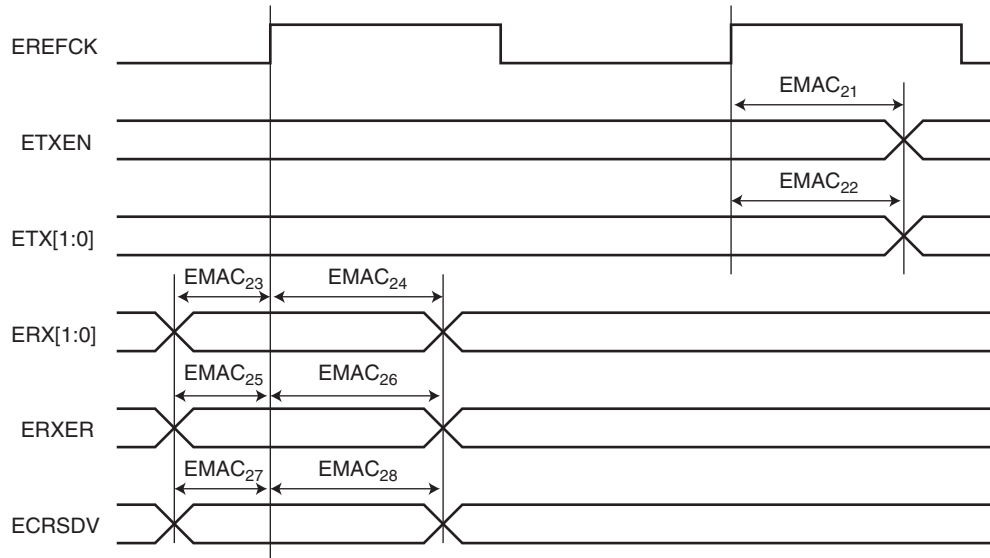 EREFCK
EMAC21
ETXEN
EMAC22
ETX[1:0]
EMAC23 EMAC24
ERX[1:0]
EMAC25 EMAC26
ERXER
EMAC27 EMAC28
ECRSDV